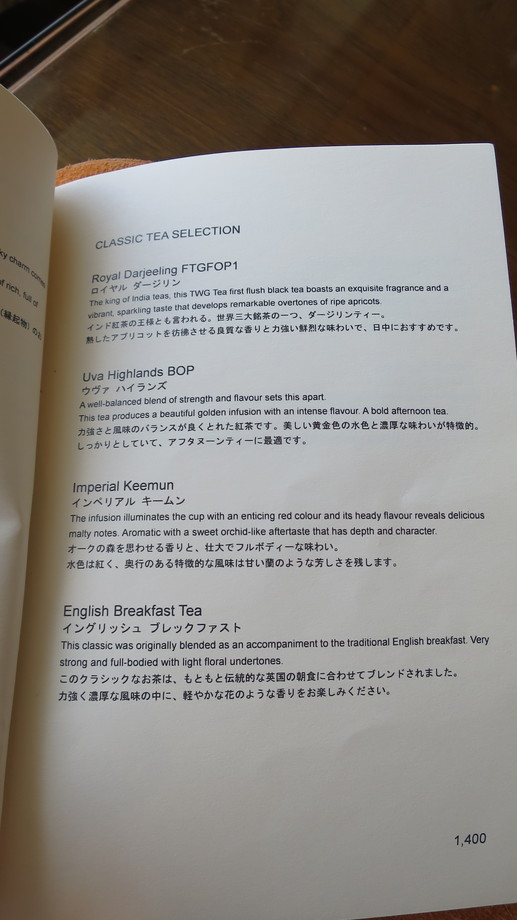 ky charm comes
of rich, full of
CLASSIC TEA SELECTION
Royal Darjeeling FTGFOP1
ロイヤル ダージリン
The king of India teas, this TWG Tea first flush black tea boasts an exquisite fragrance and a
vibrant, sparkling taste that develops remarkable overtones of ripe apricots.
インド紅茶の王様とも言われる。世界三大銘茶の一つ、ダージリンティー。
熟したアプリコットを彷彿させる良質な香りと力強い鮮烈な味わいで、日中におすすめです。
Uva Highlands BOP
ウヴァ ハイランズ
A well-balanced blend of strength and flavour sets this apart.
This tea produces a beautiful golden infusion with an intense flavour. A bold afternoon tea.
力強さと風味のバランスが良くとれた紅茶です。美しい黄金色の水色と濃厚な味わいが特徴的。
しっかりとしていて、アフタヌーンティーに最適です。
Imperial Keemun
インペリアル キームン
The infusion illuminates the cup with an enticing red colour and its heady flavour reveals delicious
malty notes. Aromatic with a sweet orchid-like aftertaste that has depth and character.
オークの森を思わせる香りと、壮大でフルボディーな味わい。
水色は紅く、奥行のある特徴的な風味は甘い蘭のような芳しさを残します。
English Breakfast Tea
イングリッシュ ブレックファスト
This classic was originally blended as an accompaniment to the traditional English breakfast. Very
strong and full-bodied with light floral undertones.
このクラシックなお茶は、もともと伝統的な英国の朝食に合わせてブレンドされました。
力強く濃厚な風味の中に、軽やかな花のような香りをお楽しみください。
1,400